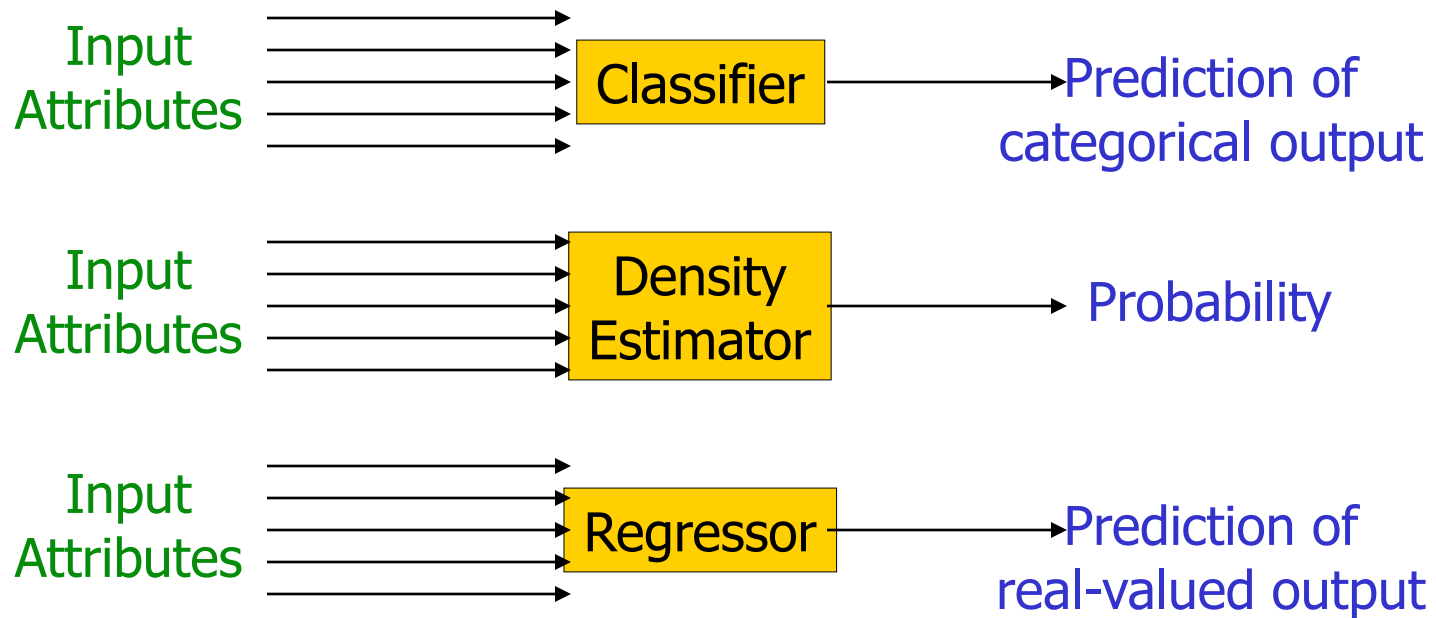 Input
Attributes
Classifier
Prediction of
categorical output
Input
Attributes
Density
Estimator
Probability
Input
Attributes
Regressor
Prediction of
real-valued output